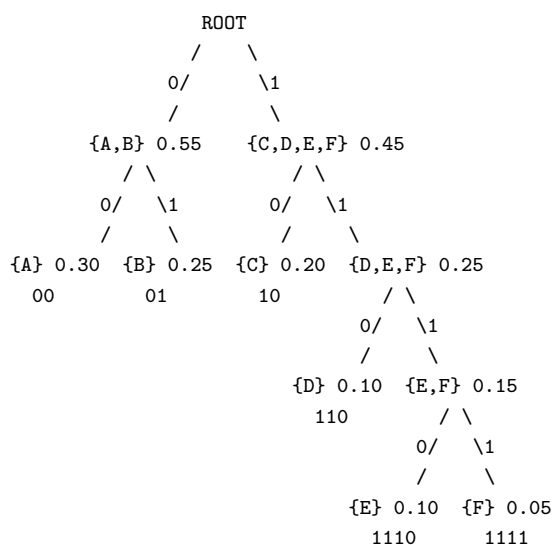 ROOT
/ \
0/ \1
/ \
{A,B} 0.55 {C,D,E,F} 0.45
/ \ / \
0/ \1 0/ \1
/ \ / \
{A} 0.30 {B} 0.25 {C} 0.20 {D,E,F} 0.25
00 01 10 / \
0/ \1
/ \
{D} 0.10 {E,F} 0.15
110 / \
0/ \1
/ \
{E} 0.10 {F} 0.05
1110 1111